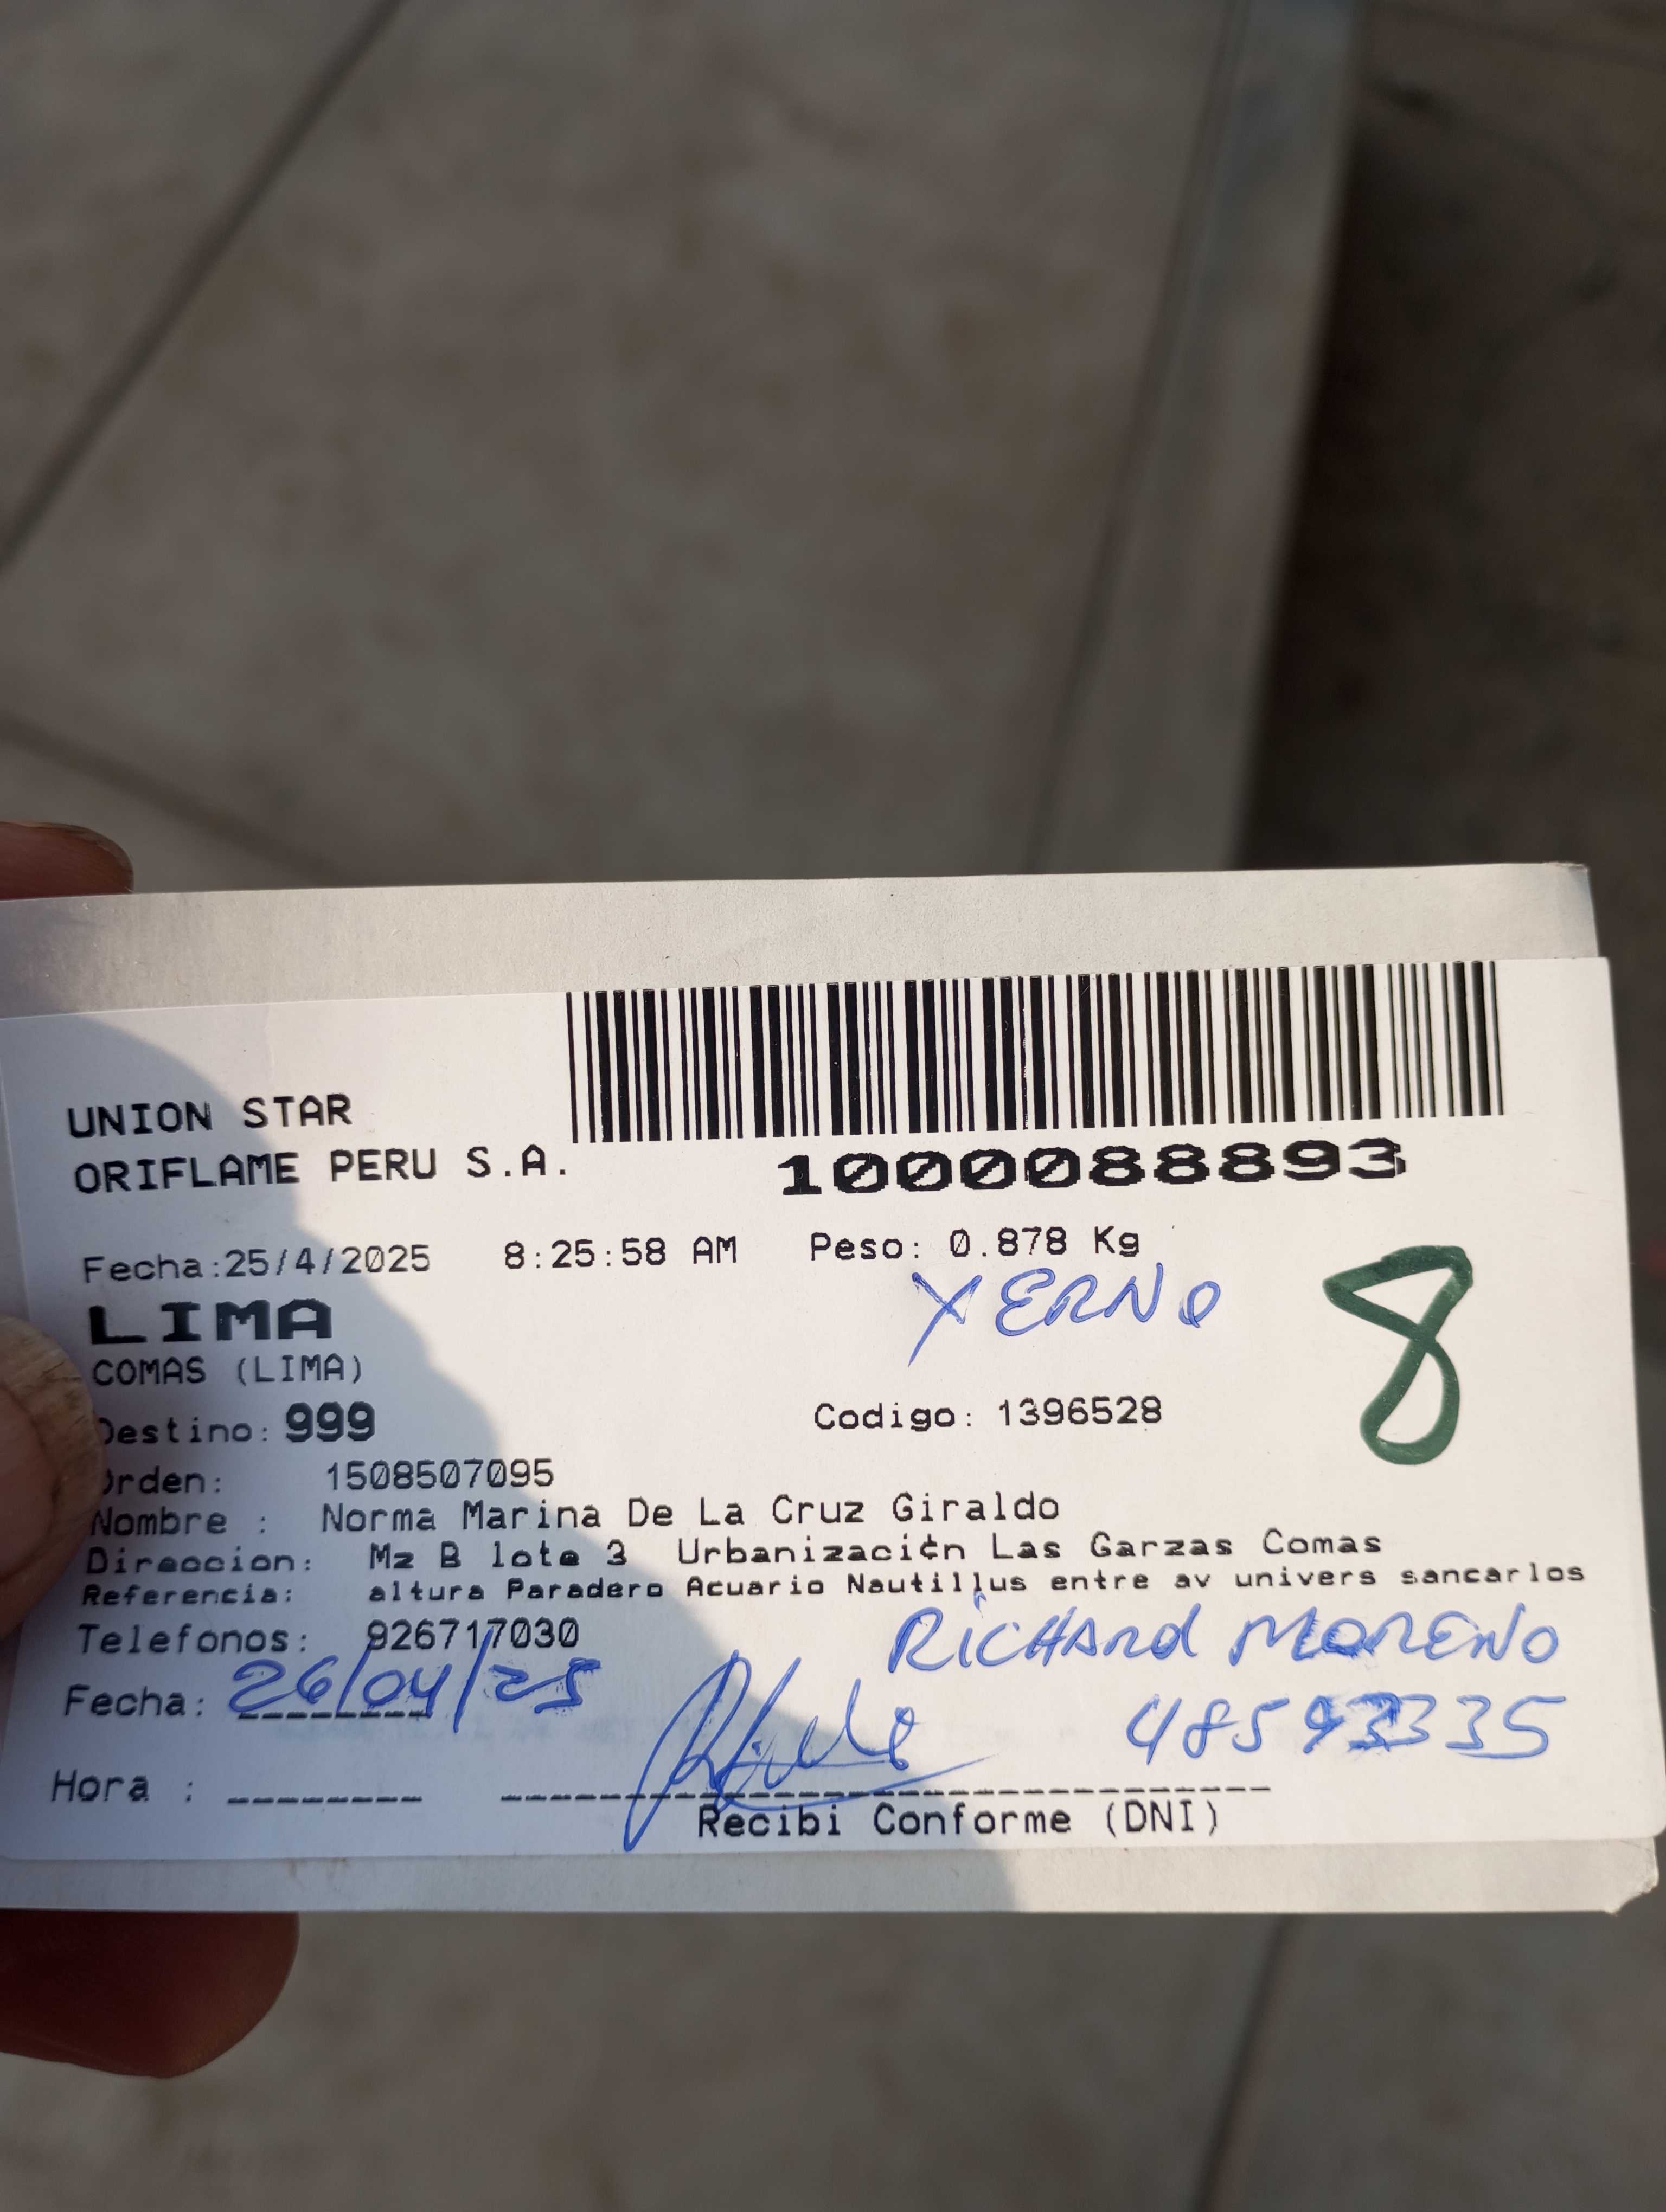 UNION STAR
ORIFLAME PERU S.A.
1000088893
Fecha:25/4/2025 8:25:58 AM Peso: 0.878 Kg
YERNO
8
LIMA
COMAS (LIMA)
Destino: 999 Codigo: 1396528
Orden: 1508507095
Nombre : Norma Marina De La Cruz Giraldo
Direccion: Mz B lote 3 Urbanizaci¢n Las Garzas Comas
Referencia: altura Paradero Acuario Nautillus entre av univers sancarlos
Telefonos: 926717030
RICHARD MORENO
Fecha: 26/04/25
Hora :
Recibi Conforme (DNI)